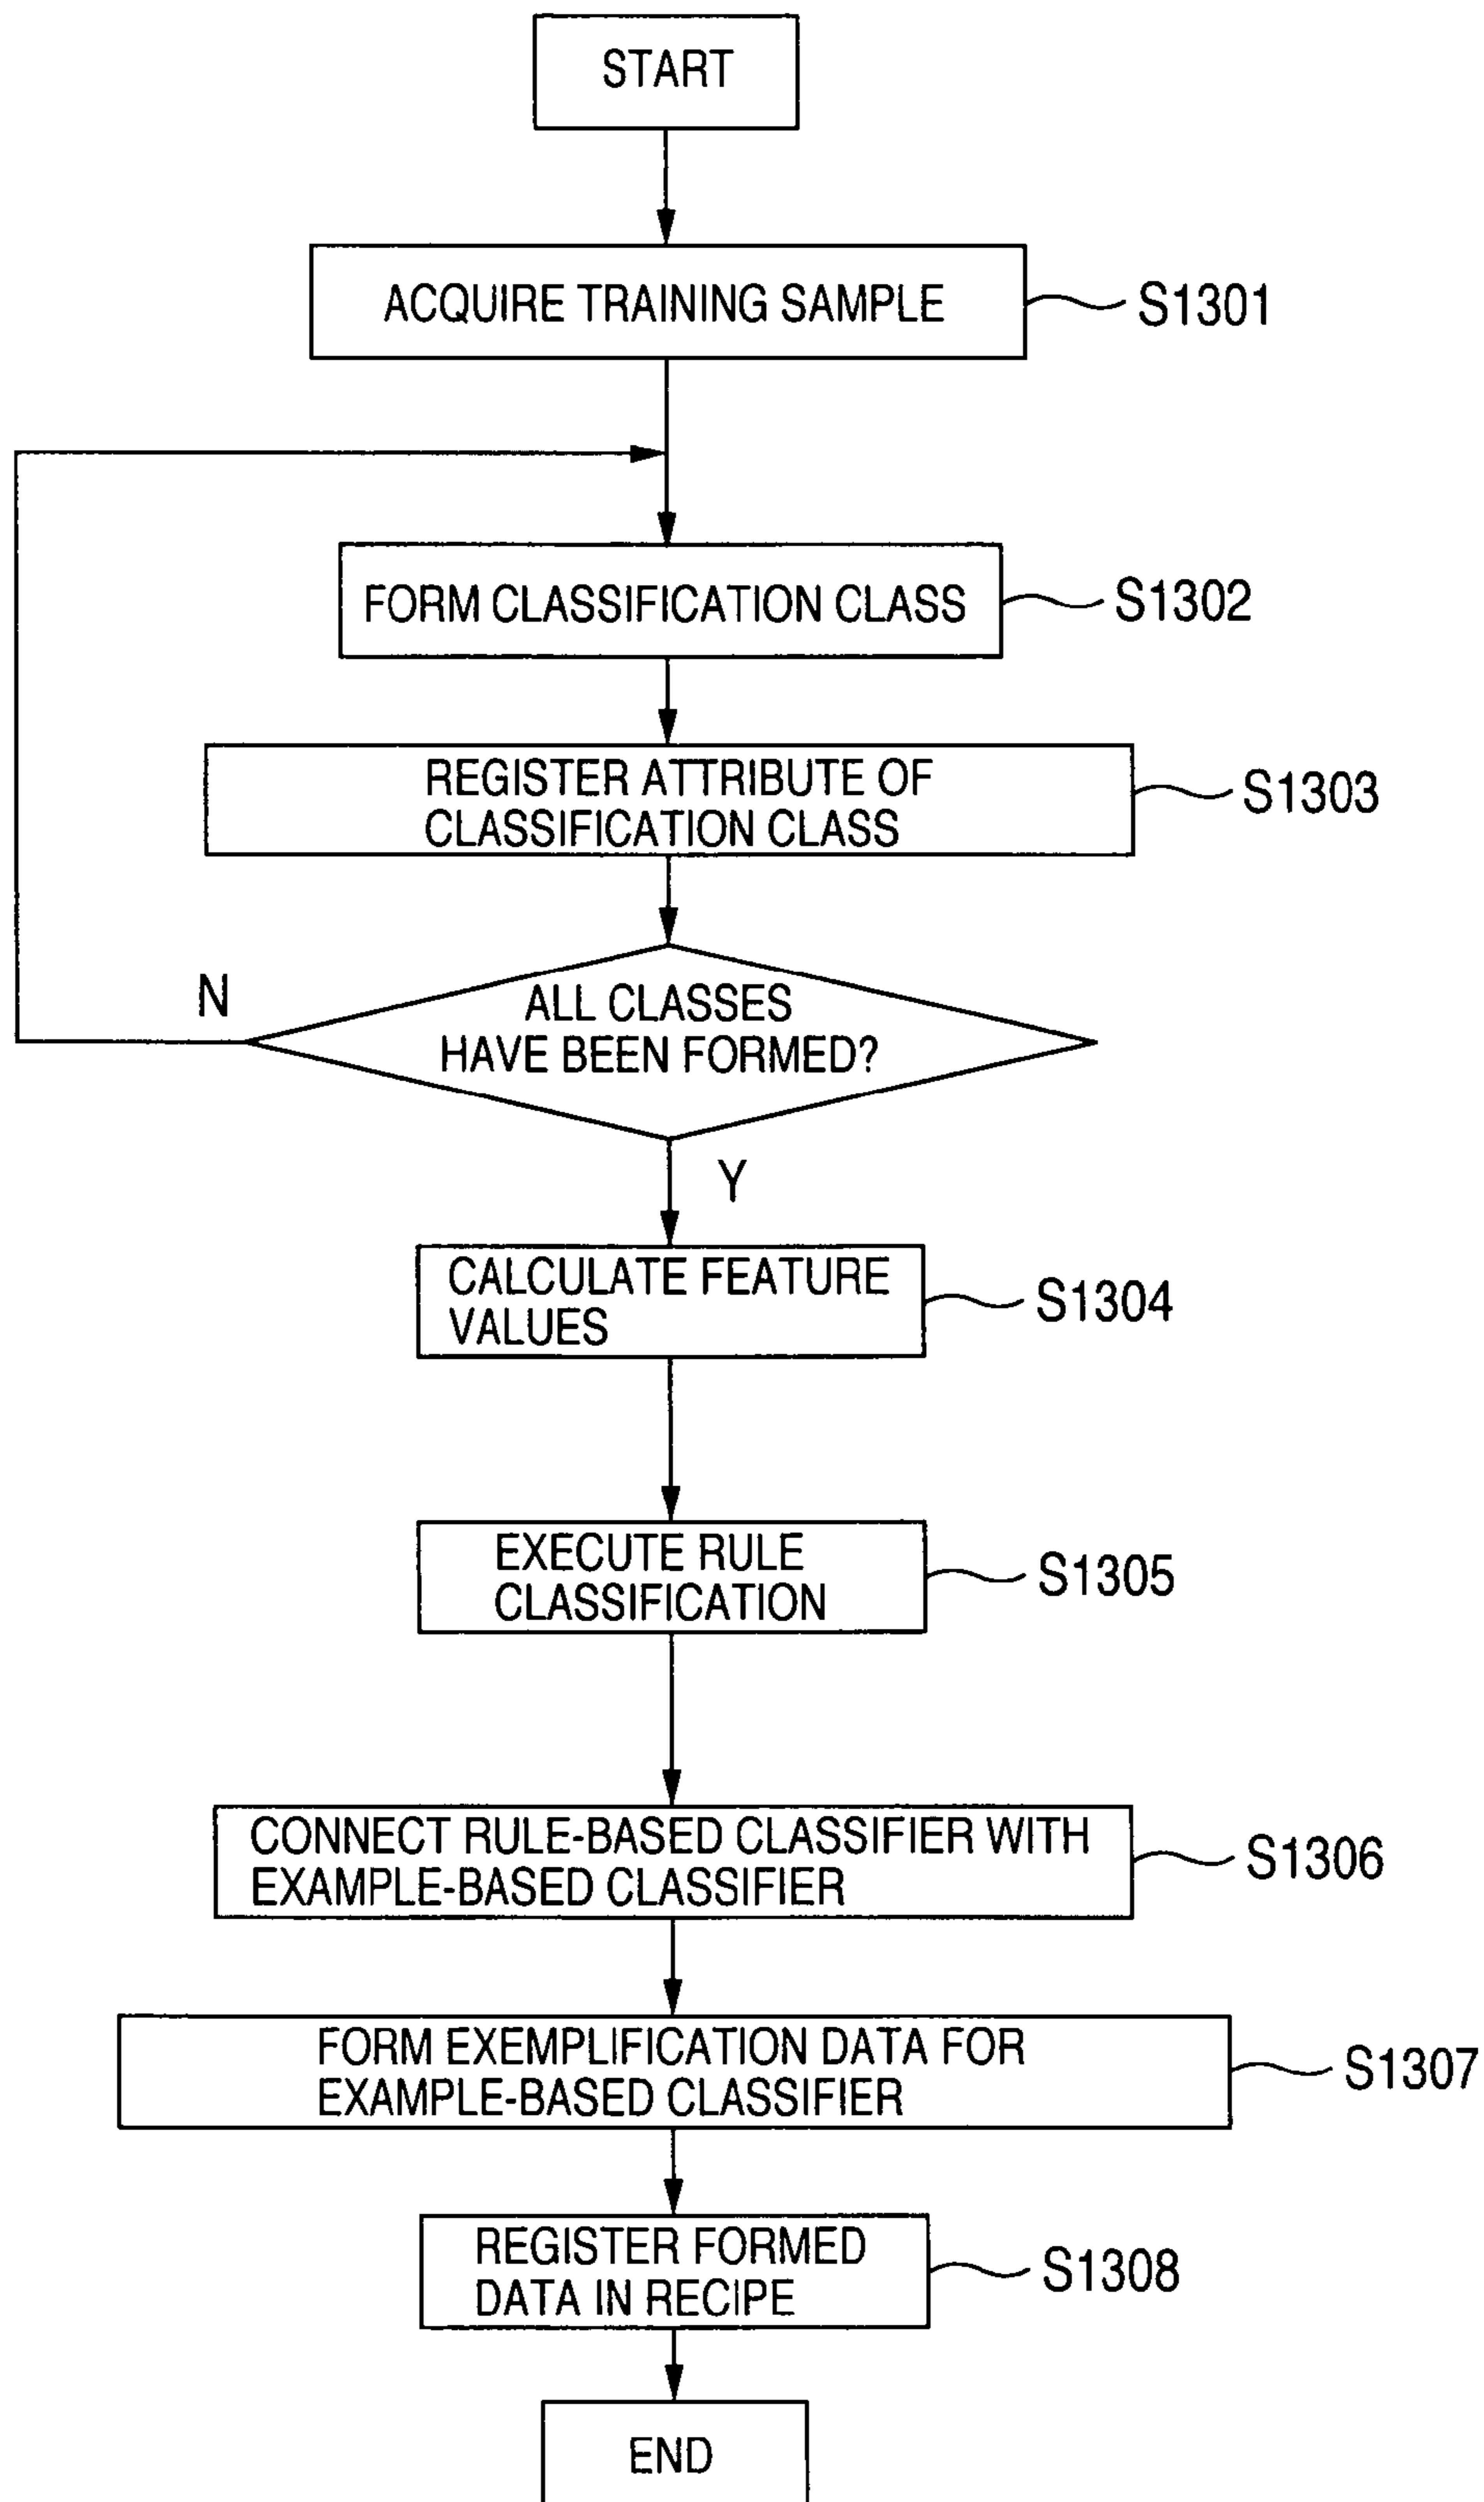 START
ACQUIRE TRAINING SAMPLE
S1301
FORM CLASSIFICATION CLASS
S1302
REGISTER ATTRIBUTE OF
CLASSIFICATION CLASS
S1303
N
ALL CLASSES
HAVE BEEN FORMED?
Y
CALCULATE FEATURE
VALUES
S1304
EXECUTE RULE
CLASSIFICATION
S1305
CONNECT RULE-BASED CLASSIFIER WITH
EXAMPLE-BASED CLASSIFIER
S1306
FORM EXEMPLIFICATION DATA FOR
EXAMPLE-BASED CLASSIFIER
S1307
REGISTER FORMED
DATA IN RECIPE
S1308
END